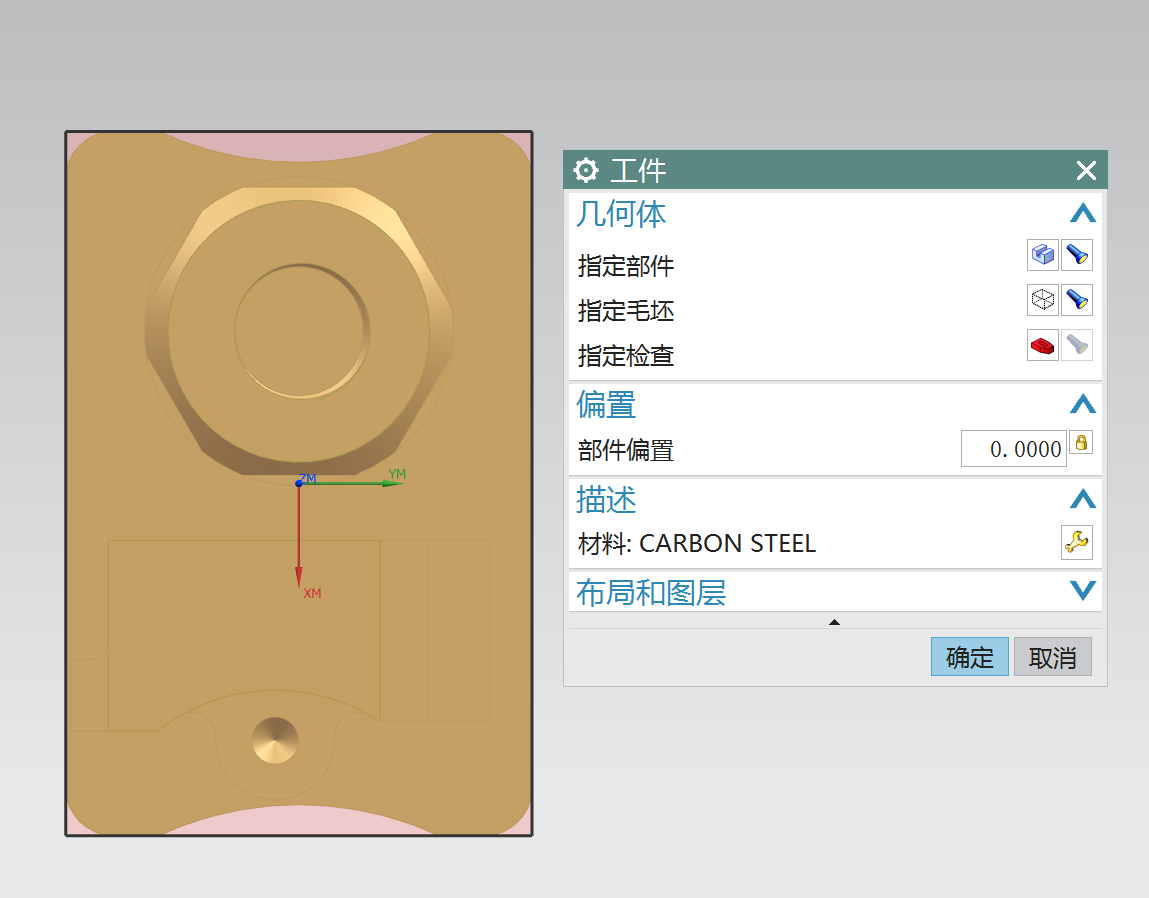 工件
几何体
指定部件
指定毛坯
指定检查
偏置
部件偏置 0.0000
ZM
YM
描述
材料: CARBON STEEL
布局和图层
XM
确定 取消